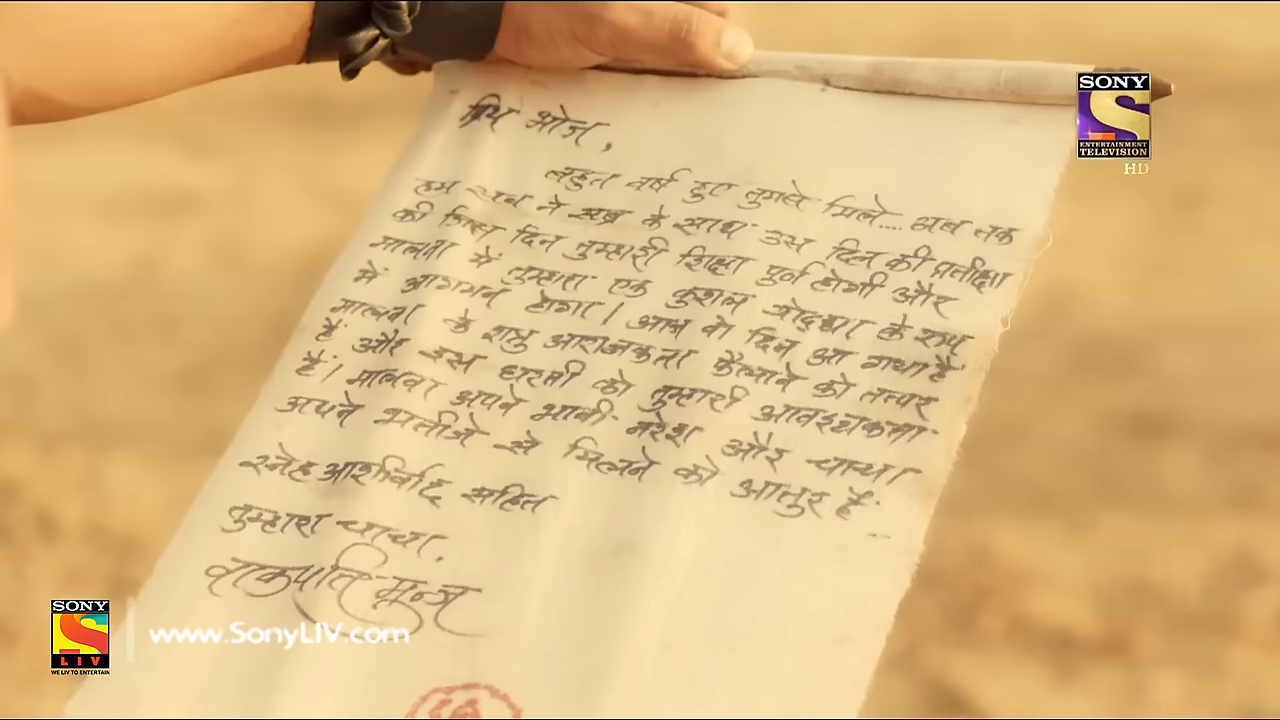 प्रिय भोज,
बहुत वर्ष हुए तुमसे मिले.... अब तक
हम सब ने सब्र के साथ उस दिन की प्रतीक्षा
की जिस दिन तुम्हारी शिक्षा पूर्ण होगी और
मालवा में तुम्हारा एक कुशल योद्धा के रूप
में आगमन होगा। आज वो दिन आ गया है
मालवा के शत्रु आराजकता फैलाने को तत्पर
हैं और इस धरती को तुम्हारी आवश्यकता
है। मालवा अपने भावी नरेश और चाचा
अपने भतीजे से मिलने को आतुर हैं
स्नेह आशीर्वाद सहित
तुम्हारा चाचा,
वाकपति मुन्ज
SONY
S
ENTERTAINMENT
TELEVISION
HD
SONY
S
LIV
WE LIV TO ENTERTAIN
www.SonyLIV.com